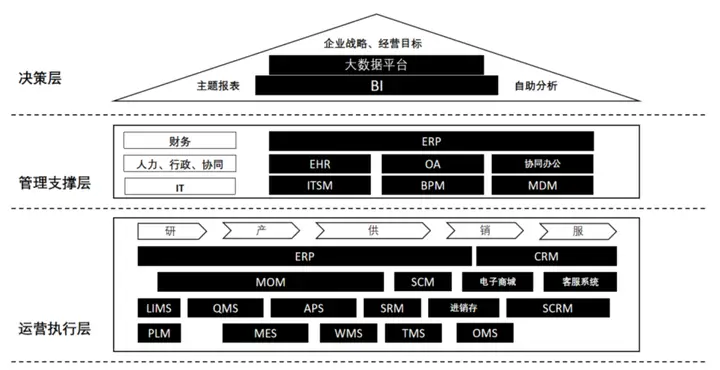 企业战略、经营目标
大数据平台
决策层
主题报表 BI 自助分析
财务 ERP
人力、行政、协同 EHR OA 协同办公
管理支撑层
IT ITSM BPM MDM
研 产 供 销 服
ERP CRM
MOM SCM 电子商城 客服系统
LIMS QMS APS SRM 进销存 SCRM
运营执行层
PLM MES WMS TMS OMS